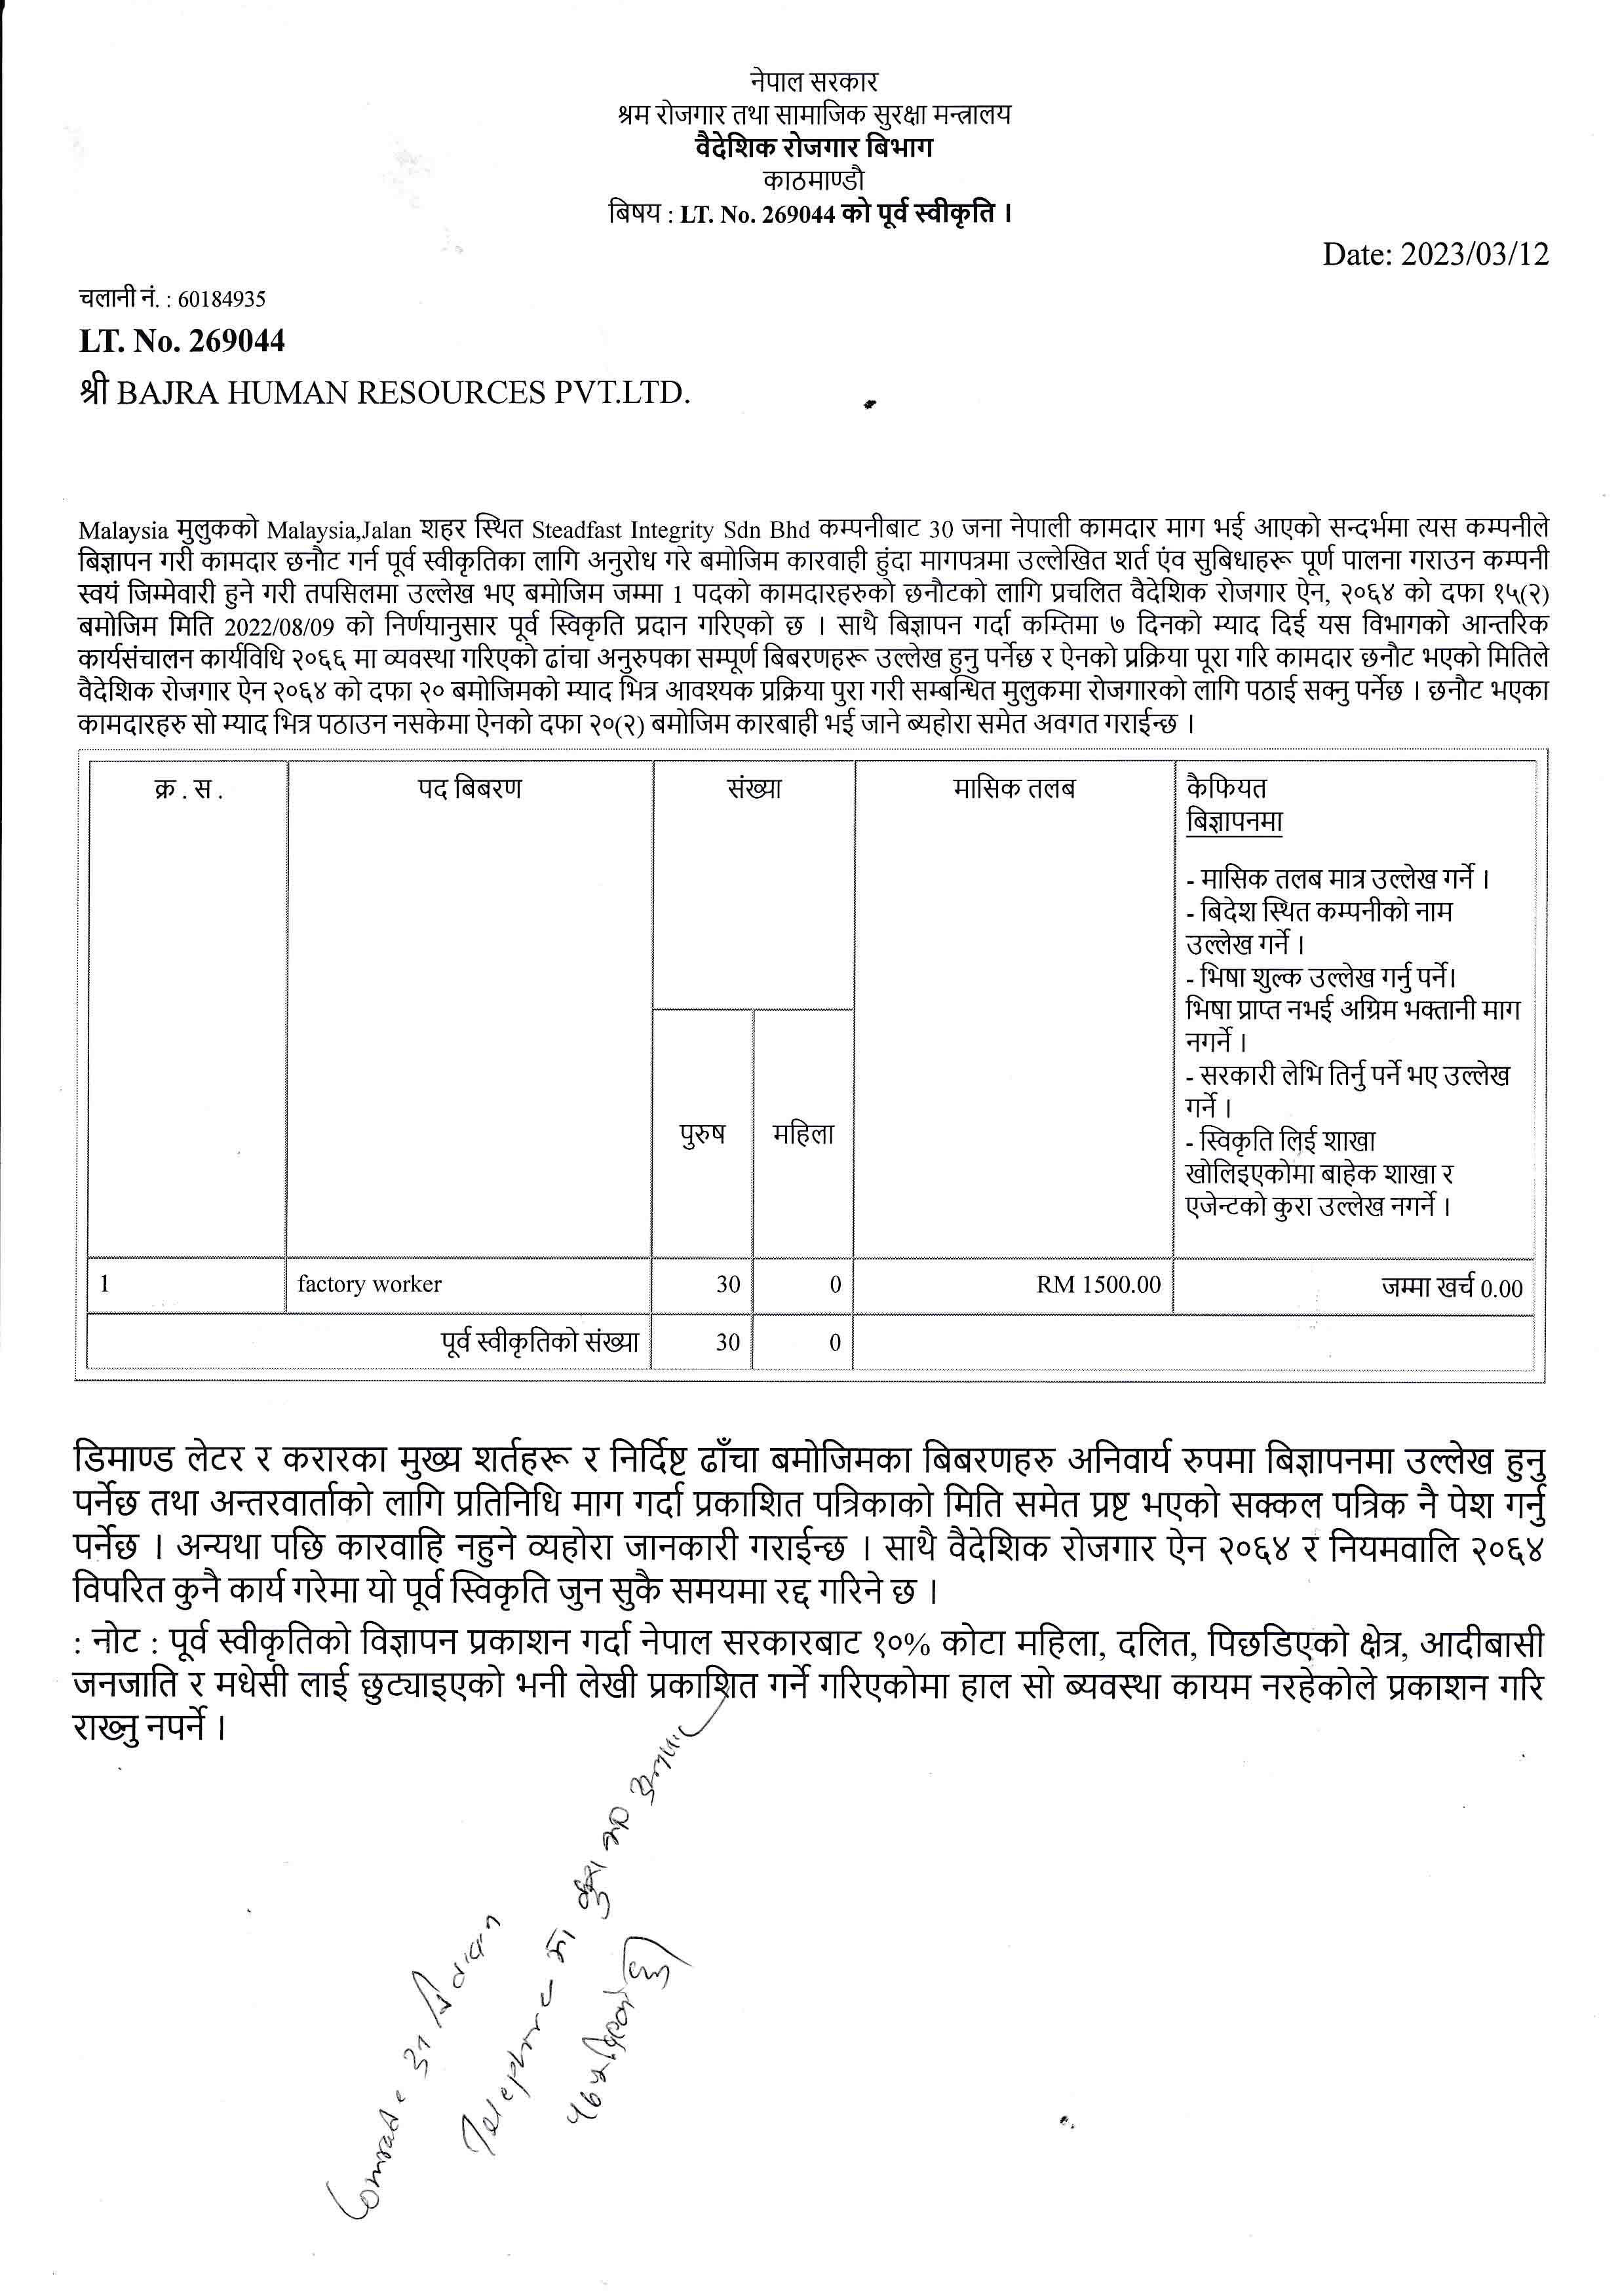 नेपाल सरकार
श्रम रोजगार तथा सामाजिक सुरक्षा मन्त्रालय
वैदेशिक रोजगार बिभाग
काठमाण्डौ
बिषय : LT. No. 269044 को पूर्व स्वीकृति ।
Date: 2023/03/12
चलानी नं. : 60184935
LT. No. 269044
श्री BAJRA HUMAN RESOURCES PVT.LTD.
Malaysia मुलुकको Malaysia,Jalan शहर स्थित Steadfast Integrity Sdn Bhd कम्पनीबाट 30 जना नेपाली कामदार माग भई आएको सन्दर्भमा त्यस कम्पनीले
बिज्ञापन गरी कामदार छनौट गर्न पूर्व स्वीकृतिका लागि अनुरोध गरे बमोजिम कारवाही हुंदा मागपत्रमा उल्लेखित शर्त एंव सुबिधाहरू पूर्ण पालना गराउन कम्पनी
स्वयं जिम्मेवारी हुने गरी तपसिलमा उल्लेख भए बमोजिम जम्मा 1 पदको कामदारहरुको छनौटको लागि प्रचलित वैदेशिक रोजगार ऐन, २०६४ को दफा १५(२)
बमोजिम मिति 2022/08/09 को निर्णयानुसार पूर्व स्विकृति प्रदान गरिएको छ । साथै बिज्ञापन गर्दा कम्तिमा ७ दिनको म्याद दिई यस विभागको आन्तरिक
कार्यसंचालन कार्यविधि २०६६ मा व्यवस्था गरिएको ढांचा अनुरुपका सम्पूर्ण बिबरणहरू उल्लेख हुनु पर्नेछ र ऐनको प्रक्रिया पूरा गरि कामदार छनौट भएको मितिले
वैदेशिक रोजगार ऐन २०६४ को दफा २० बमोजिमको म्याद भित्र आवश्यक प्रक्रिया पुरा गरी सम्बन्धित मुलुकमा रोजगारको लागि पठाई सक्नु पर्नेछ । छनौट भएका
कामदारहरु सो म्याद भित्र पठाउन नसकेमा ऐनको दफा २०(२) बमोजिम कारबाही भई जाने ब्यहोरा समेत अवगत गराईन्छ ।
क्र . स . पद बिबरण संख्या मासिक तलब कैफियत
बिज्ञापनमा
- मासिक तलब मात्र उल्लेख गर्ने ।
- बिदेश स्थित कम्पनीको नाम
उल्लेख गर्ने ।
- भिषा शुल्क उल्लेख गर्नु पर्ने।
भिषा प्राप्त नभई अग्रिम भक्तानी माग
नगर्ने ।
- सरकारी लेभि तिर्नु पर्ने भए उल्लेख
गर्ने ।
- स्विकृति लिई शाखा
खोलिइएकोमा बाहेक शाखा र
एजेन्टको कुरा उल्लेख नगर्ने ।
पुरुष महिला
1 factory worker 30 0 RM 1500.00 जम्मा खर्च 0.00
पूर्व स्वीकृतिको संख्या 30 0
डिमाण्ड लेटर र करारका मुख्य शर्तहरू र निर्दिष्ट ढाँचा बमोजिमका बिबरणहरु अनिवार्य रुपमा बिज्ञापनमा उल्लेख हुनु
पर्नेछ तथा अन्तरवार्ताको लागि प्रतिनिधि माग गर्दा प्रकाशित पत्रिकाको मिति समेत प्रष्ट भएको सक्कल पत्रिक नै पेश गर्नु
पर्नेछ । अन्यथा पछि कारवाहि नहुने व्यहोरा जानकारी गराईन्छ । साथै वैदेशिक रोजगार ऐन २०६४ र नियमवालि २०६४
विपरित कुनै कार्य गरेमा यो पूर्व स्विकृति जुन सुकै समयमा रद्द गरिने छ ।
: नोट : पूर्व स्वीकृतिको विज्ञापन प्रकाशन गर्दा नेपाल सरकारबाट १०% कोटा महिला, दलित, पिछडिएको क्षेत्र, आदीबासी
जनजाति र मधेसी लाई छुट्याइएको भनी लेखी प्रकाशित गर्ने गरिएकोमा हाल सो ब्यवस्था कायम नरहेकोले प्रकाशन गरि
राख्नु नपर्ने ।
Telephone मा कुरा